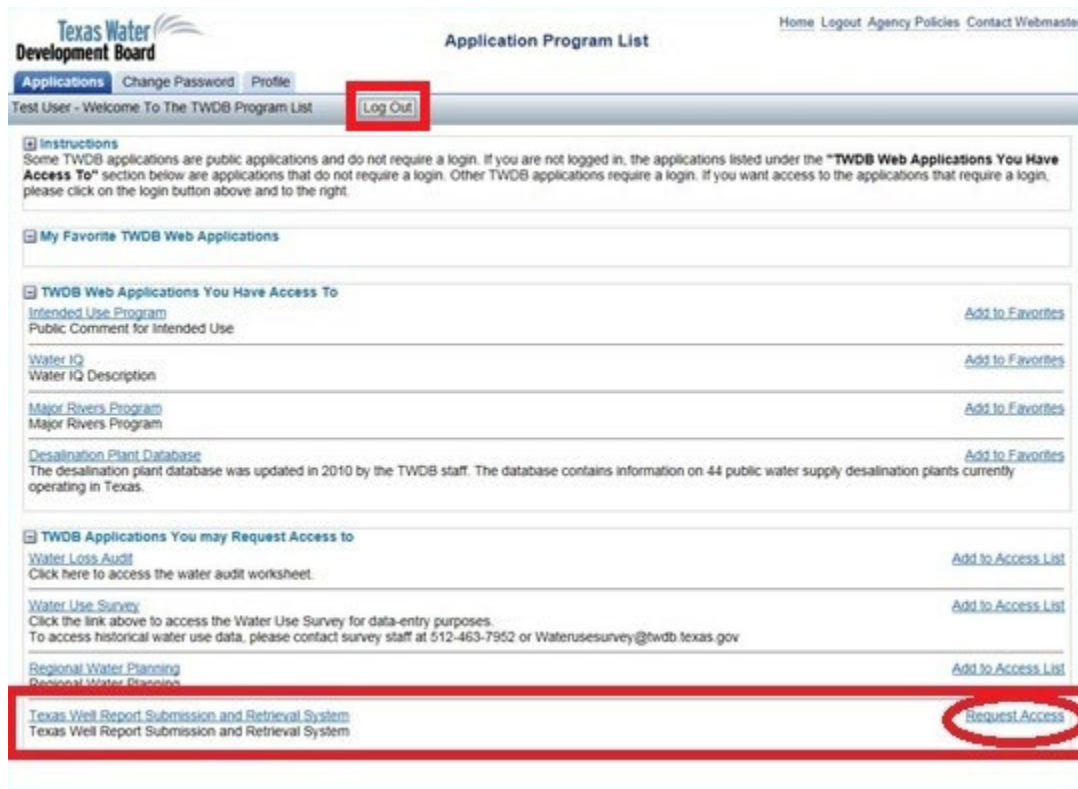 Texas Water
Development Board
Application Program List
Home Logout Agency Policies Contact Webmaste
Applications Change Password Profile
Test User - Welcome To The TWDB Program List Log Out
Instructions
Some TWDB applications are public applications and do not require a login. If you are not logged in, the applications listed under the "TWDB Web Applications You Have
Access To" section below are applications that do not require a login. Other TWDB applications require a login. If you want access to the applications that require a login,
please click on the login button above and to the right.
My Favorite TWDB Web Applications
TWDB Web Applications You Have Access To
Intended Use Program Add to Favorites
Public Comment for Intended Use
Water IQ Add to Favorites
Water IQ Description
Major Rivers Program Add to Favorites
Major Rivers Program
Desalination Plant Database Add to Favorites
The desalination plant database was updated in 2010 by the TWDB staff. The database contains information on 44 public water supply desalination plants currently
operating in Texas.
TWDB Applications You may Request Access to
Water Loss Audit Add to Access List
Click here to access the water audit worksheet.
Water Use Survey Add to Access List
Click the link above to access the Water Use Survey for data-entry purposes.
To access historical water use data, please contact survey staff at 512-463-7952 or Waterusesurvey@twdb.texas.gov
Regional Water Planning Add to Access List
Regional Water Planning
Texas Well Report Submission and Retrieval System Request Access
Texas Well Report Submission and Retrieval System